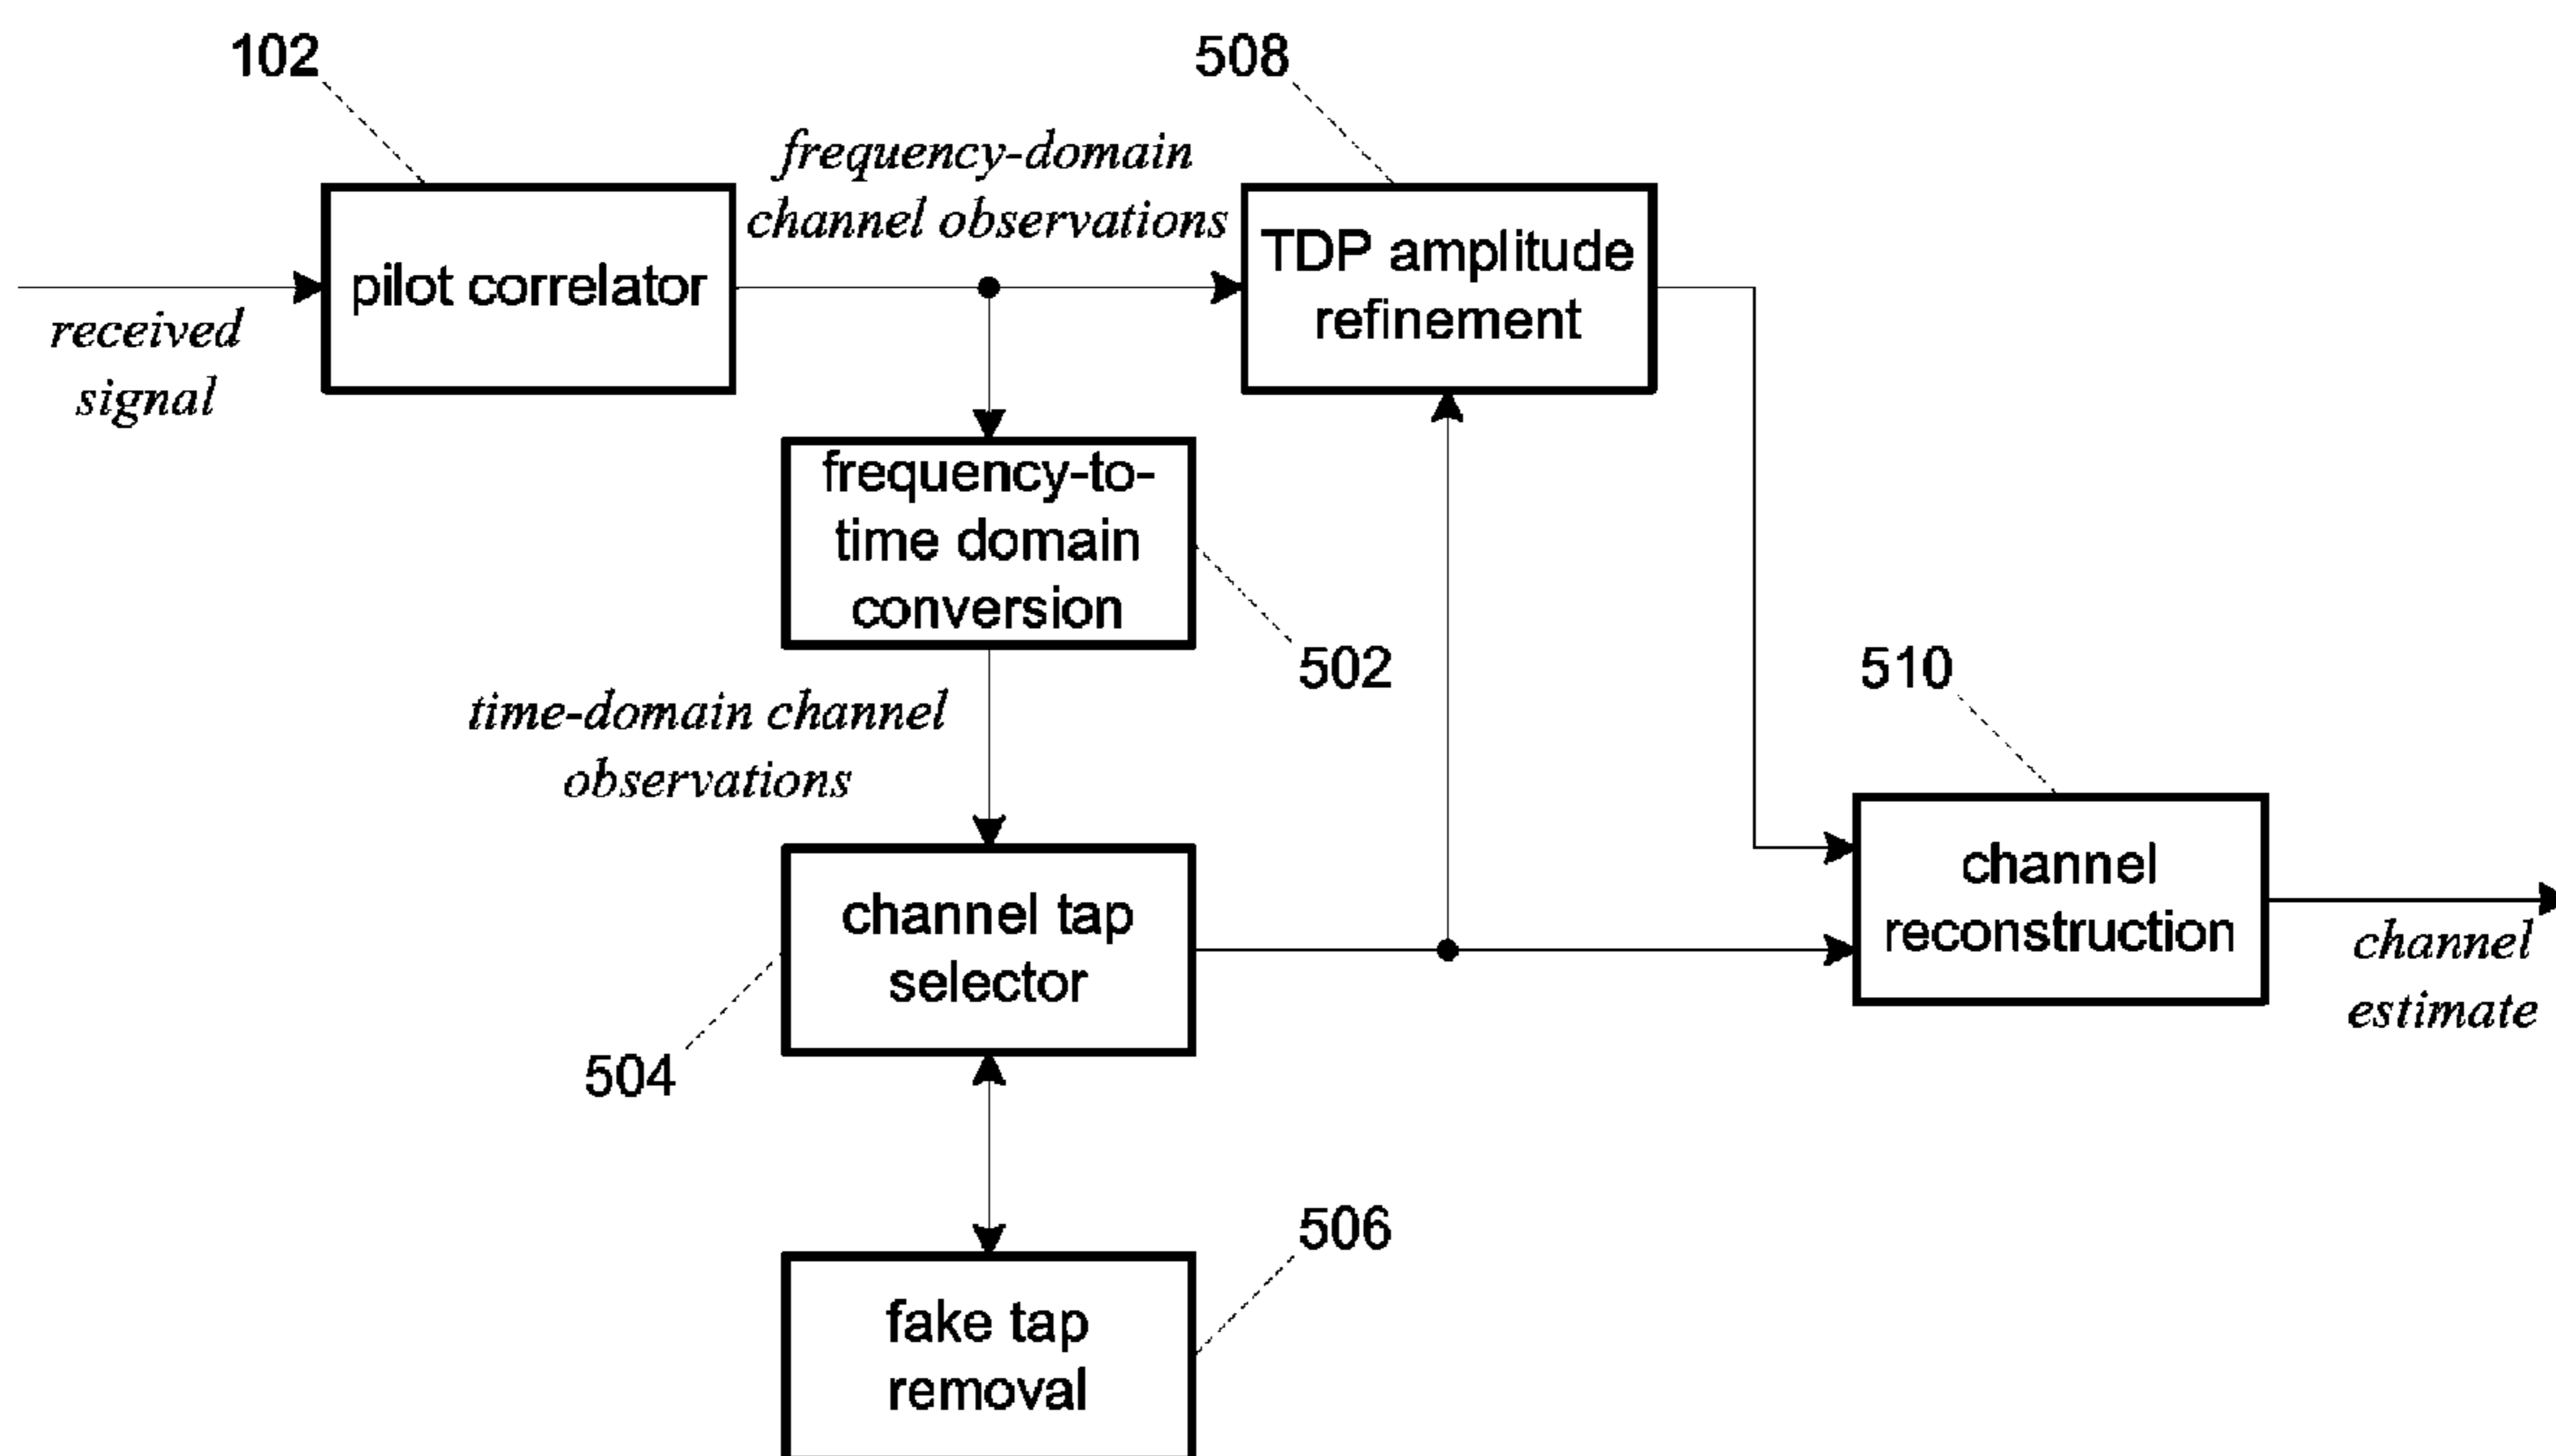 102
508
frequency-domain
channel observations
pilot correlator
TDP amplitude
refinement
received
signal
frequency-to-
time domain
conversion
502
510
time-domain channel
observations
channel tap
selector
channel
reconstruction
channel
estimate
504
506
fake tap
removal